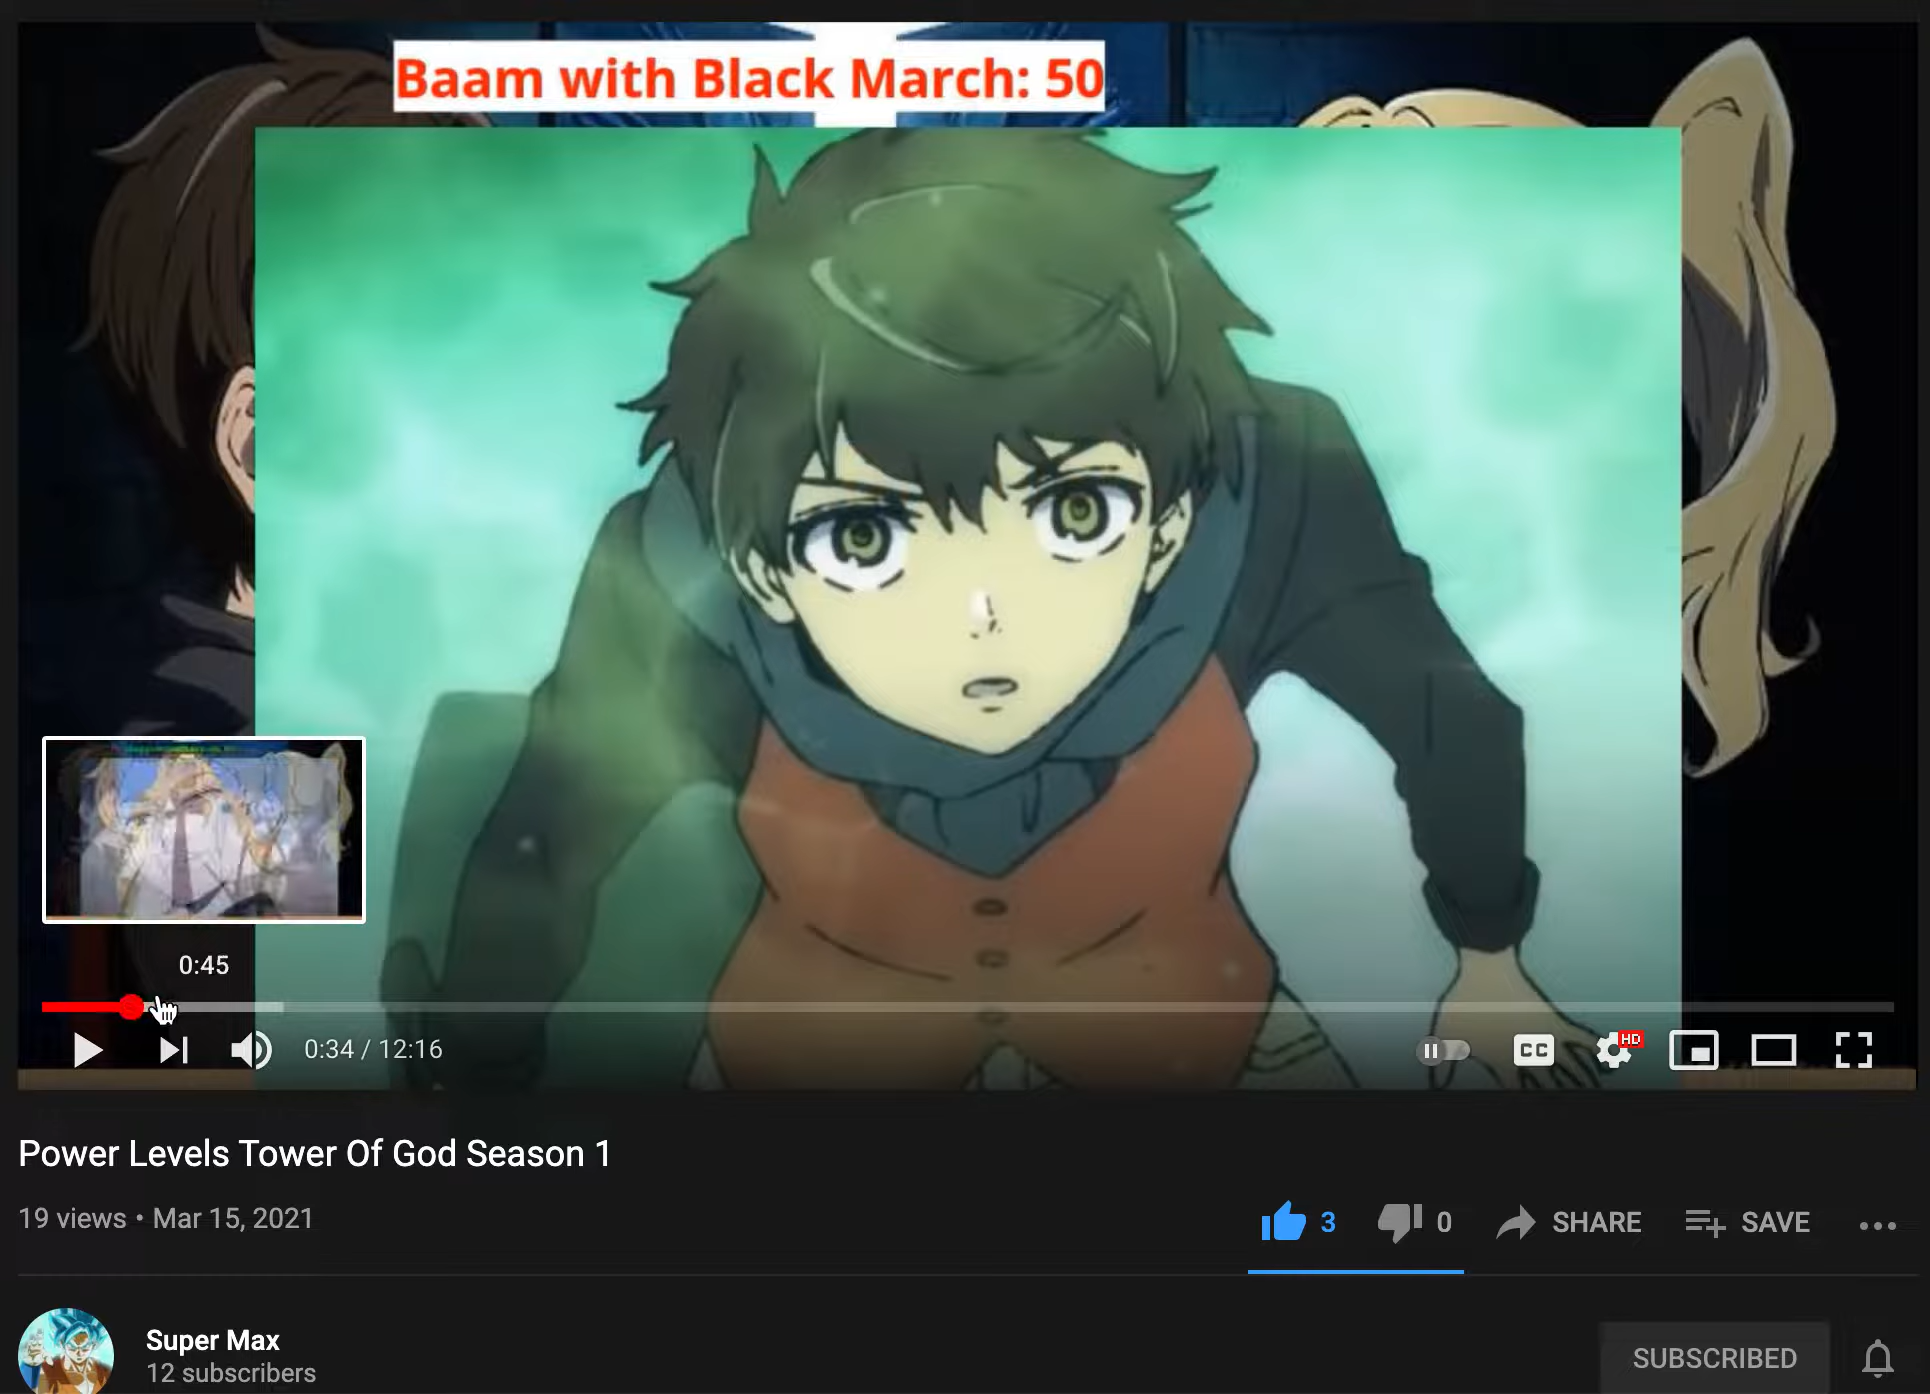 Baam with Black March: 50
0:45
0:34 / 12:16
CC
HD
Power Levels Tower Of God Season 1
19 views • Mar 15, 2021
3
0
SHARE
SAVE
Super Max
12 subscribers
SUBSCRIBED